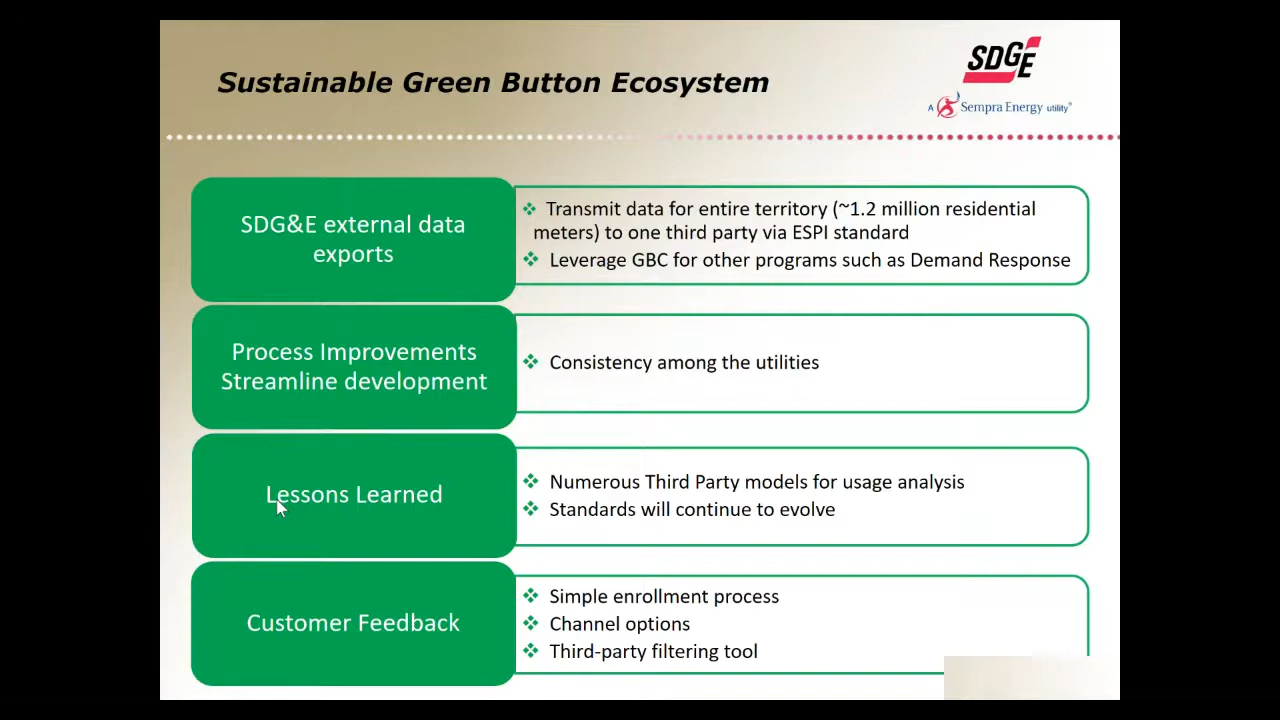 Sustainable Green Button Ecosystem
SDGE
A Sempra Energy utility®
SDG&E external data
exports
❖ Transmit data for entire territory (~1.2 million residential
meters) to one third party via ESPI standard
❖ Leverage GBC for other programs such as Demand Response
Process Improvements
Streamline development
❖ Consistency among the utilities
Lessons Learned
❖ Numerous Third Party models for usage analysis
❖ Standards will continue to evolve
Customer Feedback
❖ Simple enrollment process
❖ Channel options
❖ Third-party filtering tool